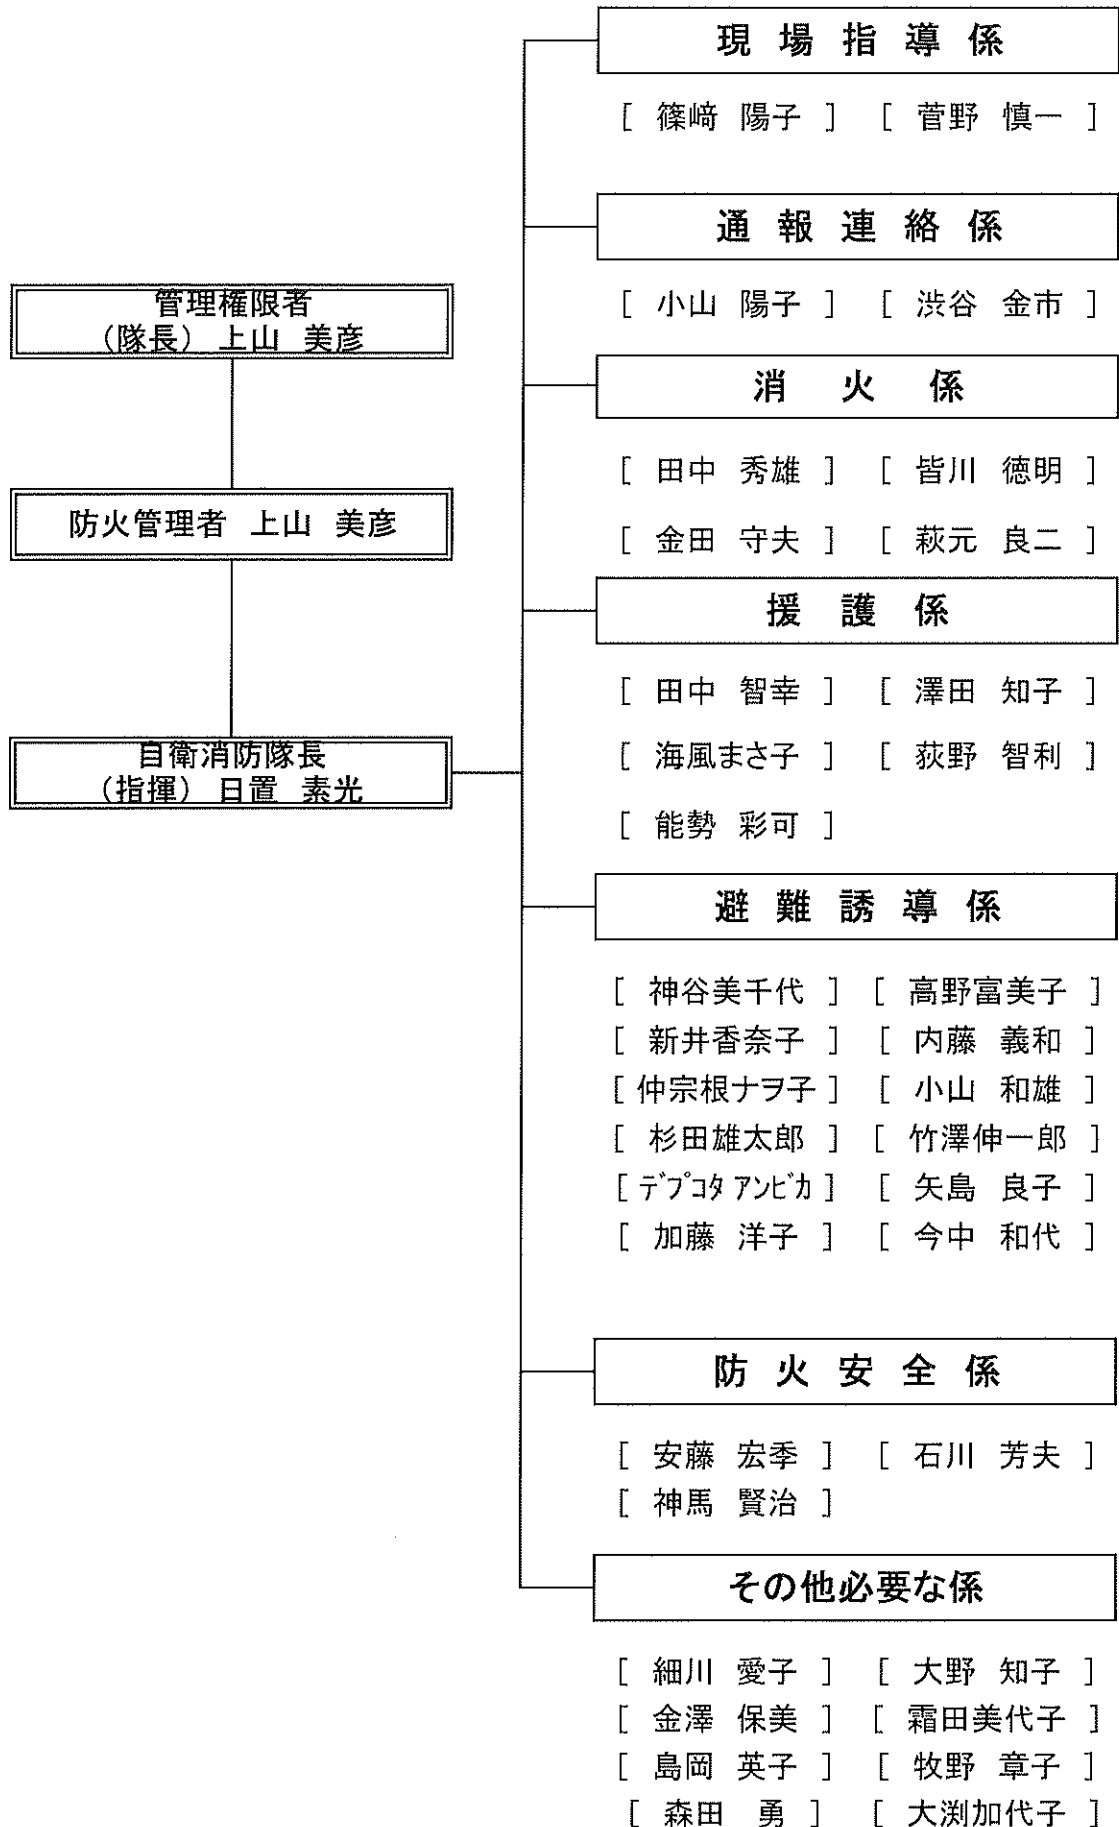 管理権限者
（隊長） 上山 美彦
防火管理者 上山 美彦
自衛消防隊長
（指揮） 日置 素光
現場指導係
[ 篠﨑 陽子 ] [ 菅野 慎一 ]
通報連絡係
[ 小山 陽子 ] [ 渋谷 金市 ]
消火係
[ 田中 秀雄 ] [ 皆川 徳明 ]
[ 金田 守夫 ] [ 萩元 良二 ]
援護係
[ 田中 智幸 ] [ 澤田 知子 ]
[ 海風まさ子 ] [ 荻野 智利 ]
[ 能勢 彩可 ]
避難誘導係
[ 神谷美千代 ] [ 高野富美子 ]
[ 新井香奈子 ] [ 内藤 義和 ]
[ 仲宗根ナヲ子 ] [ 小山 和雄 ]
[ 杉田雄太郎 ] [ 竹澤伸一郎 ]
[ ﾃﾞﾌﾟｺﾀ ｱﾝﾋﾞｶ ] [ 矢島 良子 ]
[ 加藤 洋子 ] [ 今中 和代 ]
防火安全係
[ 安藤 宏季 ] [ 石川 芳夫 ]
[ 神馬 賢治 ]
その他必要な係
[ 細川 愛子 ] [ 大野 知子 ]
[ 金澤 保美 ] [ 霜田美代子 ]
[ 島岡 英子 ] [ 牧野 章子 ]
[ 森田 勇 ] [ 大渕加代子 ]